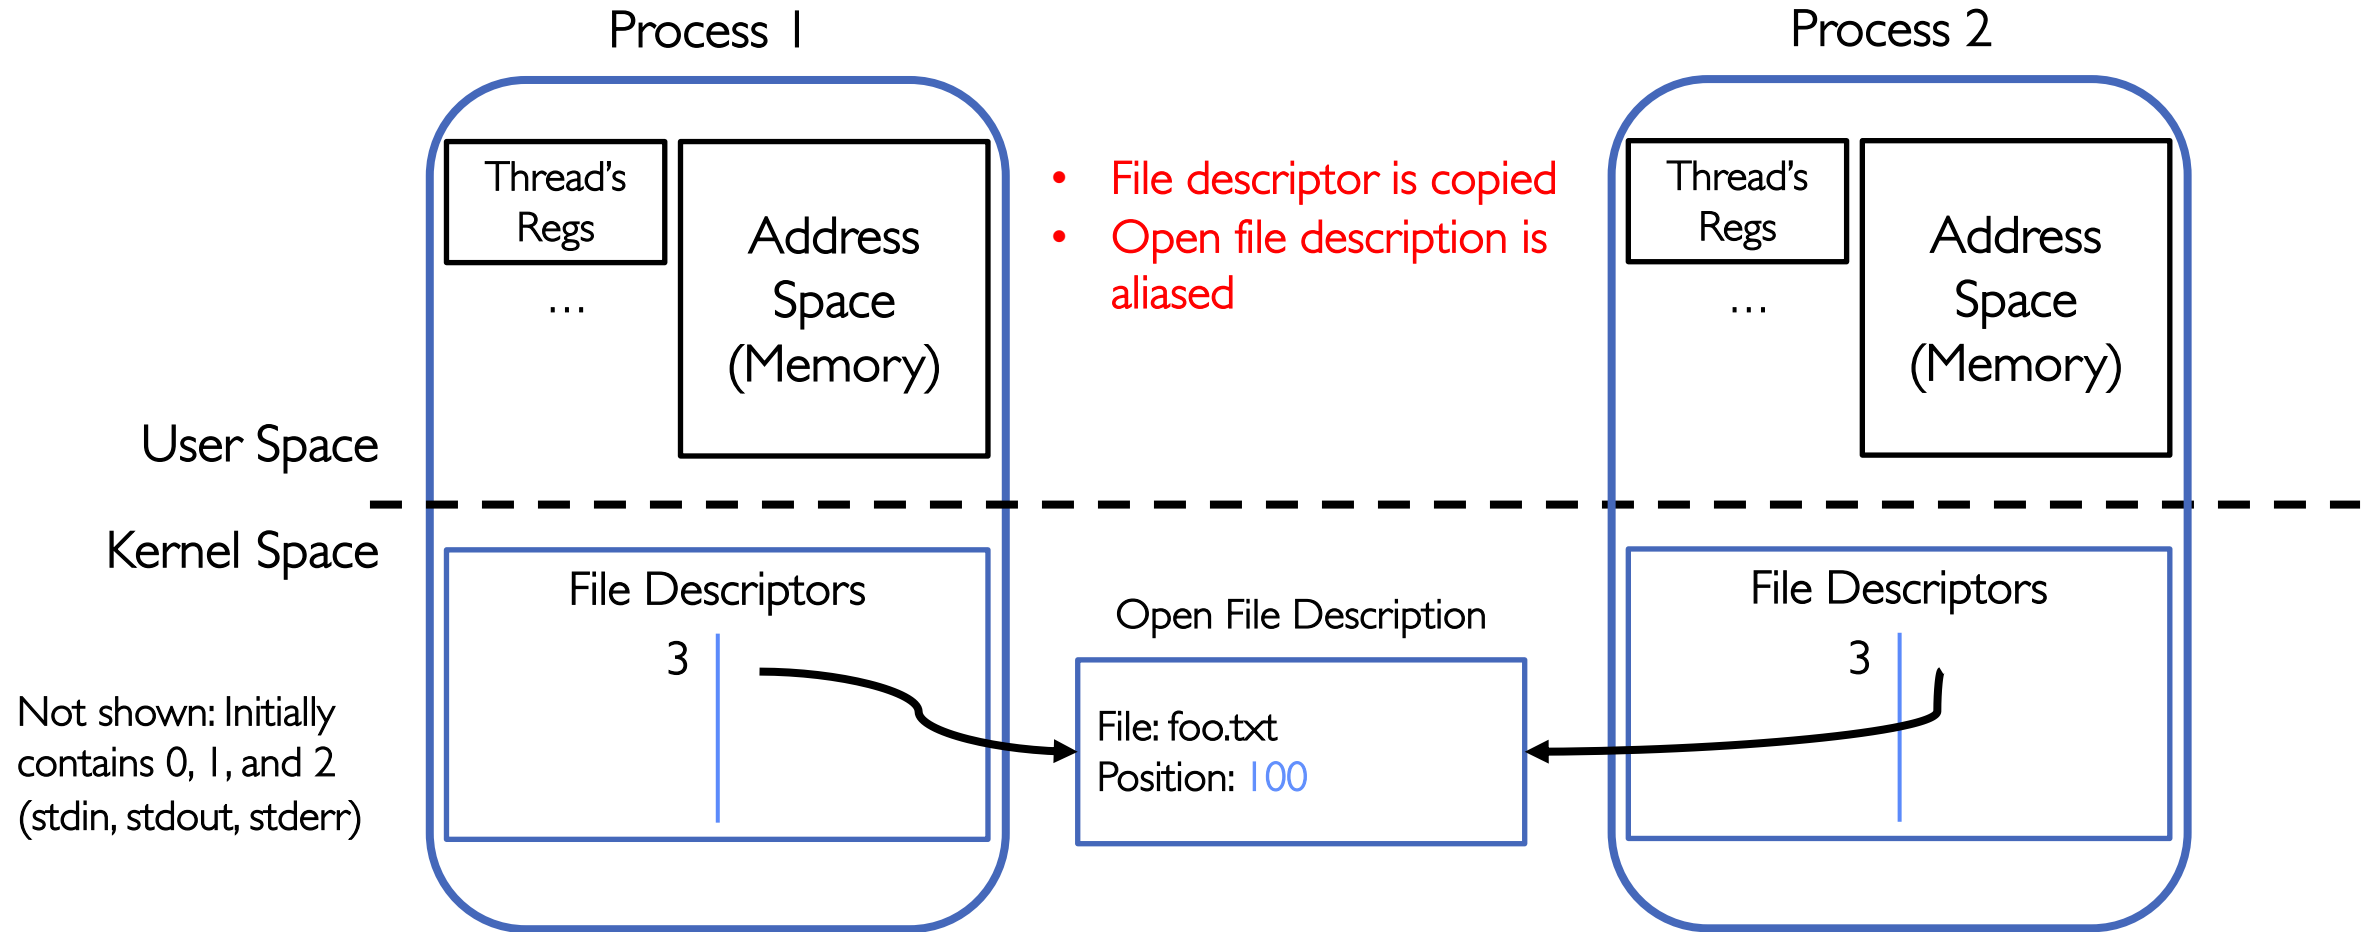 Process 1
Process 2
Thread's
Regs
...
Address
Space
(Memory)
• File descriptor is copied
• Open file description is
aliased
Thread's
Regs
...
Address
Space
(Memory)
User Space
Kernel Space
File Descriptors
3
Open File Description
File: foo.txt
Position: 100
File Descriptors
3
Not shown: Initially
contains 0, 1, and 2
(stdin, stdout, stderr)